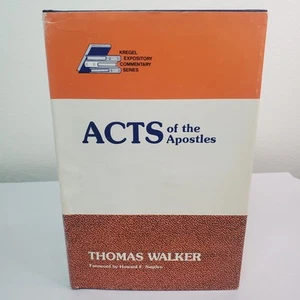 KREGEL
EXPOSITORY
COMMENTARY
SERIES
ACTS of the
Apostles
THOMAS WALKER
Foreword by Howard F. Sugden